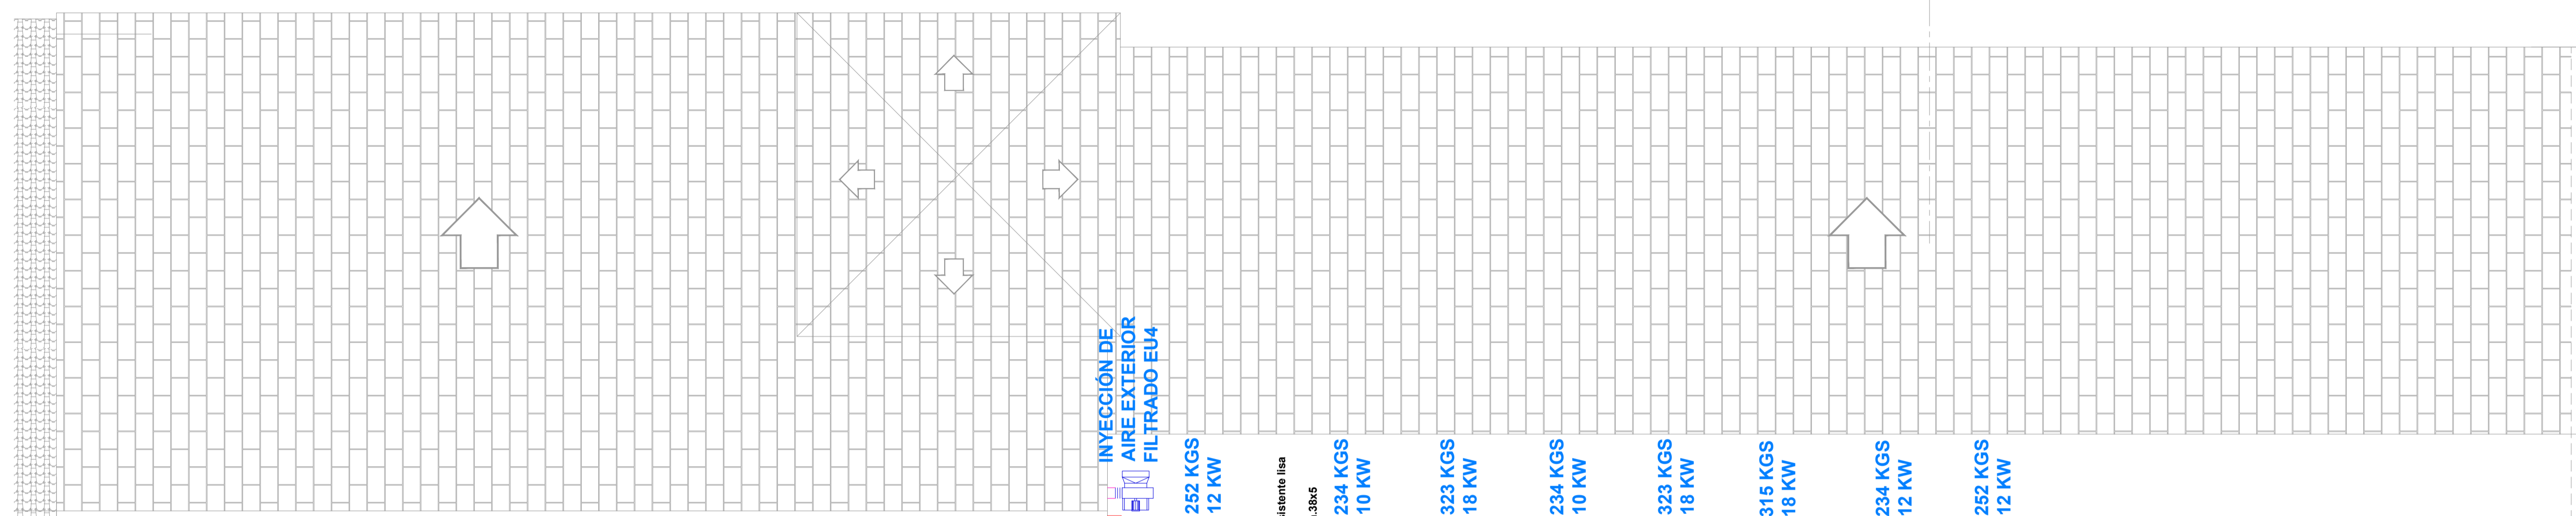 INYECCIÓN DE
AIRE EXTERIOR
FILTRADO EU4
252 KGS
12 KW
lisa
234 KGS
10 KW
323 KGS
18 KW
234 KGS
10 KW
323 KGS
18 KW
315 KGS
18 KW
234 KGS
12 KW
252 KGS
12 KW